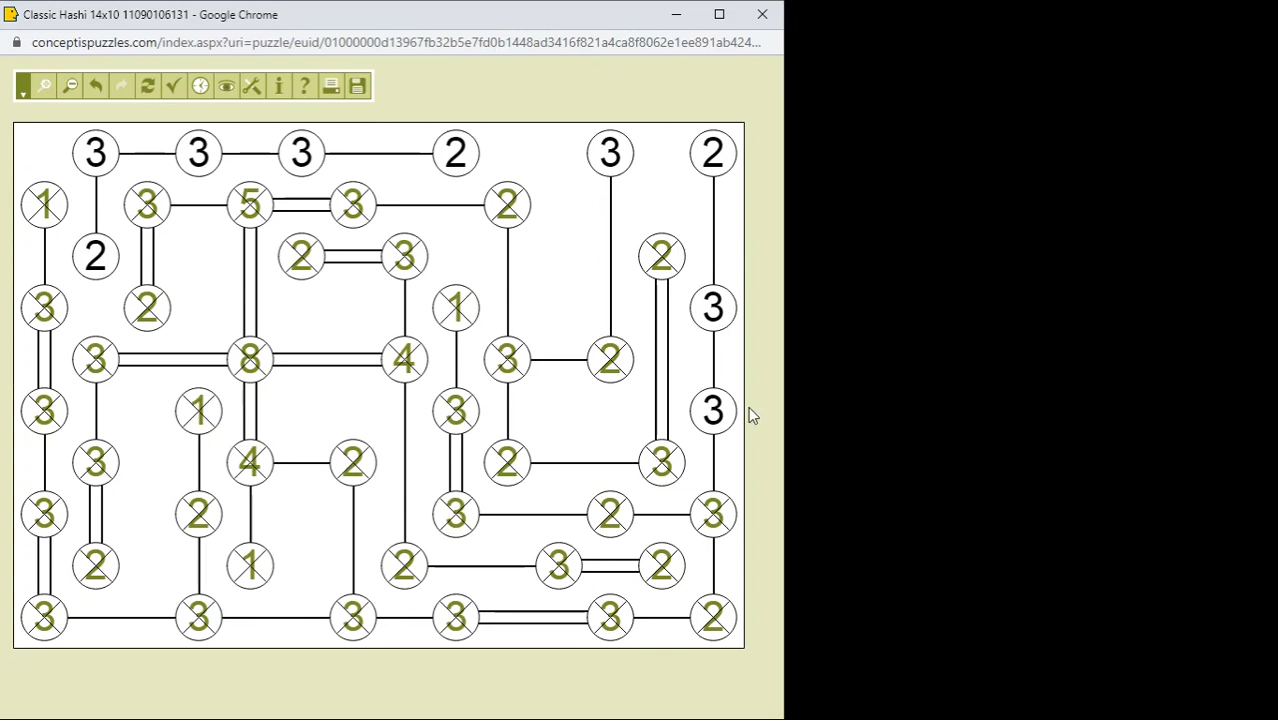 Classic Hashi 14x10 11090106131 - Google Chrome
conceptispuzzles.com/index.aspx?uri=puzzle/euid/01000000d13967fb32b5e7fd0b1448ad3416f821a4ca8f8062e1ee891ab424...
i ?
3 3 3 2 3 2
1 3 5 3 2
2 2 3 2
3 2 1 3
3 8 4 3 2
3 1 3 3
3 4 2 2 3
3 2 3 2 3
2 1 2 3 2
3 3 3 3 3 2